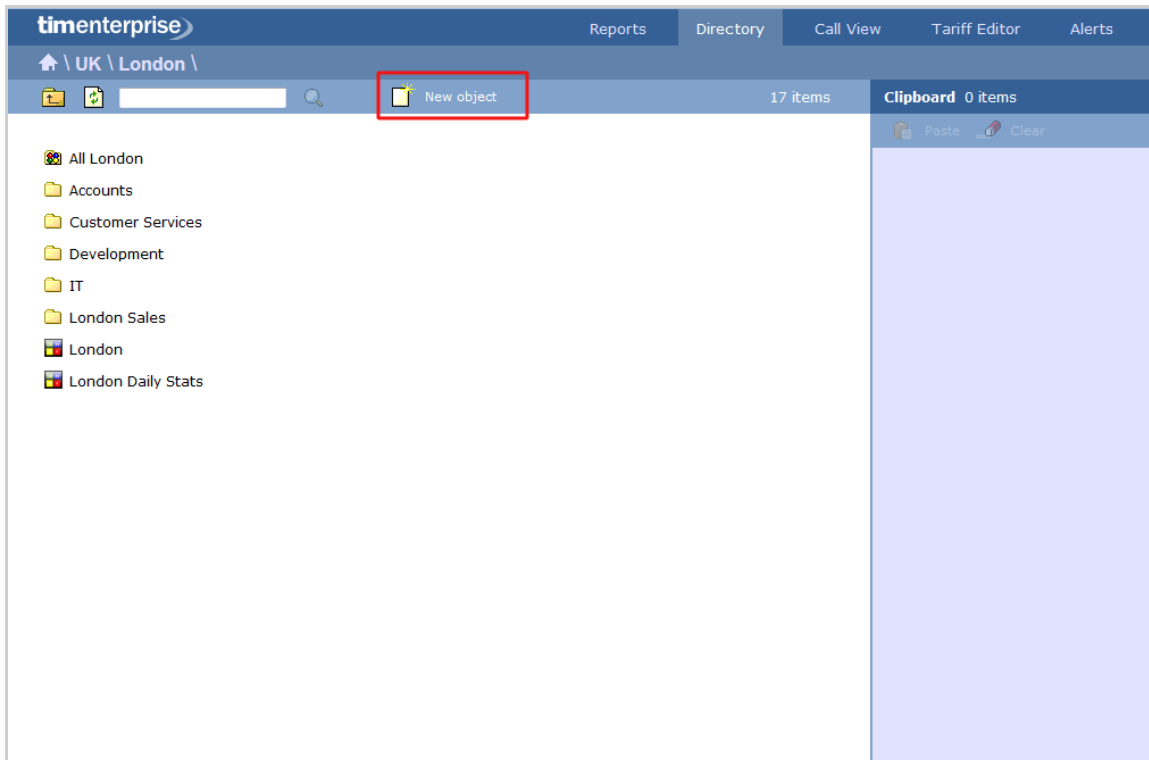 timenterprise Reports Directory Call View Tariff Editor Alerts
\ UK \ London \
New object 17 items Clipboard 0 items
Paste Clear
All London
Accounts
Customer Services
Development
IT
London Sales
London
London Daily Stats